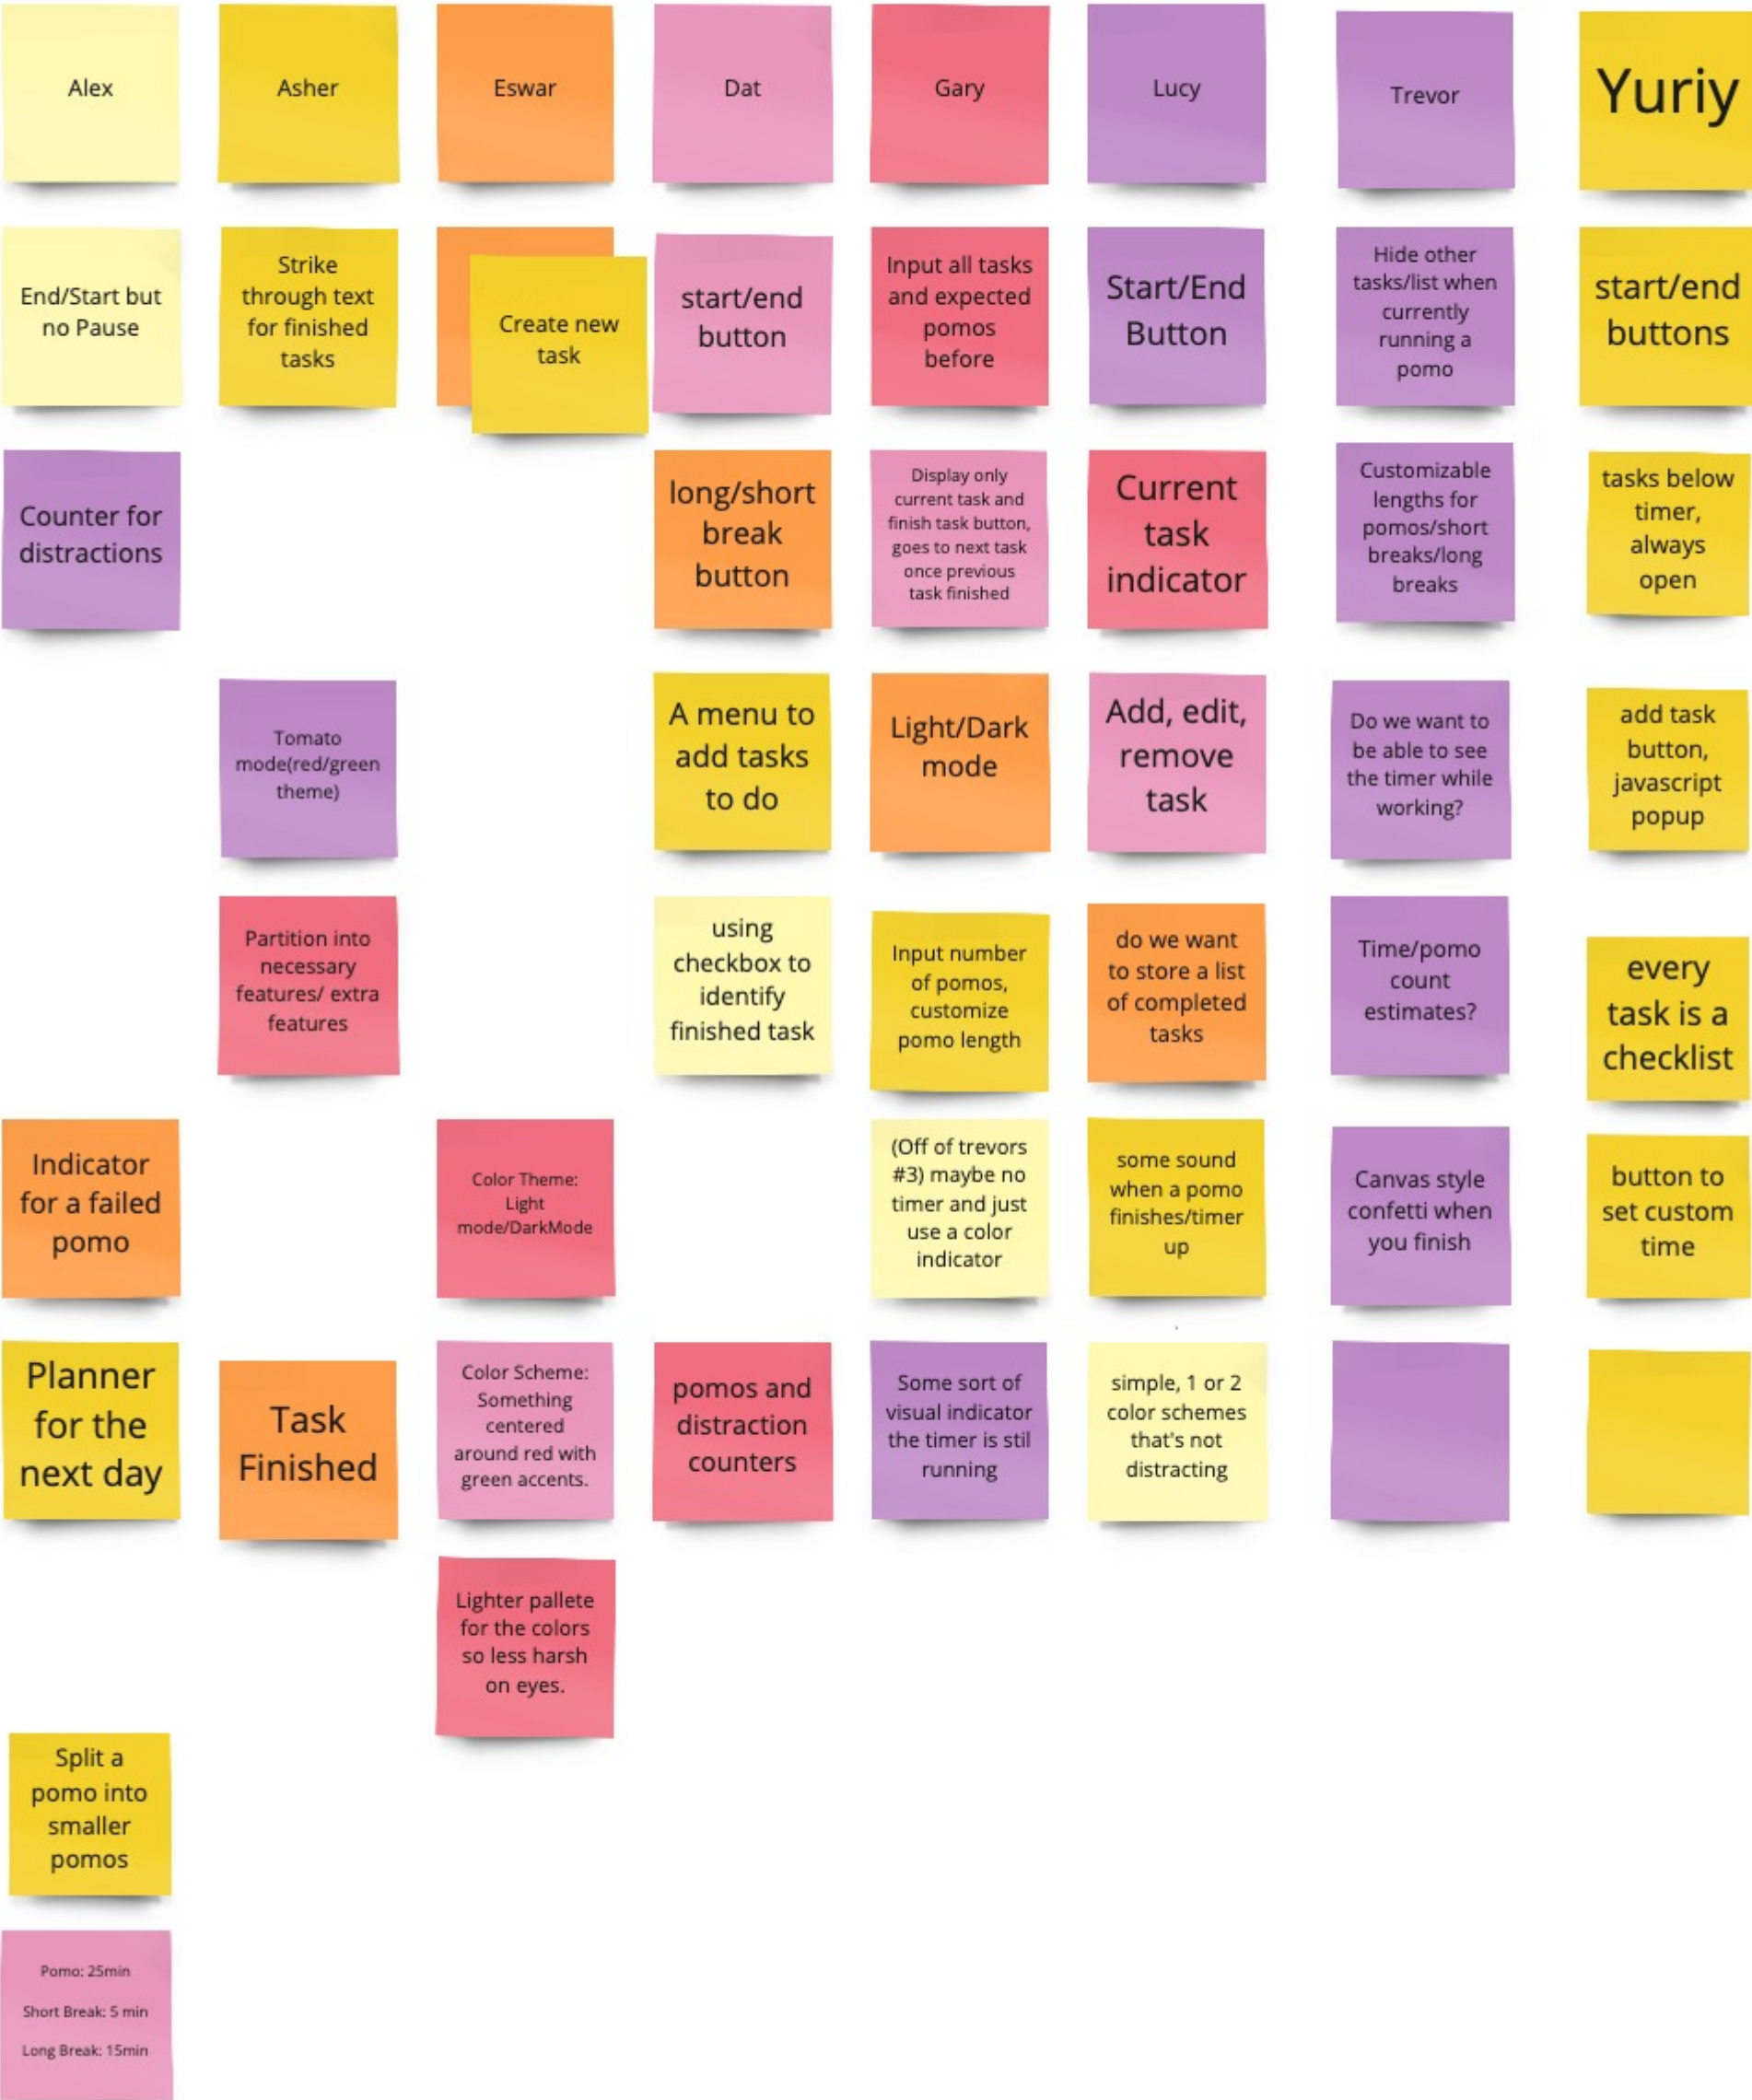 Alex
Asher
Eswar
Dat
Gary
Lucy
Trevor
Yuriy
End/Start but
no Pause
Strike
through text
for finished
tasks
Create new
task
start/end
button
Input all tasks
and expected
pomos
before
Start/End
Button
Hide other
tasks/list when
currently
running a
pomo
start/end
buttons
Counter for
distractions
long/short
break
button
Display only
current task and
finish task button,
goes to next task
once previous
task finished
Current
task
indicator
Customizable
lengths for
pomos/short
breaks/long
breaks
tasks below
timer,
always
open
Tomato
mode(red/green
theme)
A menu to
add tasks
to do
Light/Dark
mode
Add, edit,
remove
task
Do we want to
be able to see
the timer while
working?
add task
button,
javascript
popup
Partition into
necessary
features/ extra
features
using
checkbox to
identify
finished task
Input number
of pomos,
customize
pomo length
do we want
to store a list
of completed
tasks
Time/pomo
count
estimates?
every
task is a
checklist
Indicator
for a failed
pomo
Color Theme:
Light
mode/DarkMode
(Off of trevors
#3) maybe no
timer and just
use a color
indicator
some sound
when a pomo
finishes/timer
up
Canvas style
confetti when
you finish
button to
set custom
time
Planner
for the
next day
Task
Finished
Color Scheme:
Something
centered
around red with
green accents.
pomos and
distraction
counters
Some sort of
visual indicator
the timer is stil
running
simple, 1 or 2
color schemes
that's not
distracting
Lighter pallete
for the colors
so less harsh
on eyes.
Split a
pomo into
smaller
pomos
Pomo: 25min
Short Break: 5 min
Long Break: 15min